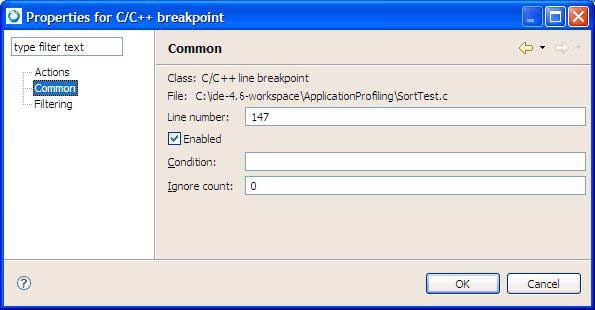 Properties for C/C++ breakpoint
type filter text
Actions
Common
Filtering
Common
Class: C/C++ line breakpoint
File: C:\ide-4.6-workspace\ApplicationProfiling\SortTest.c
Line number: 147
Enabled
Condition:
Ignore count: 0
?
OK
Cancel